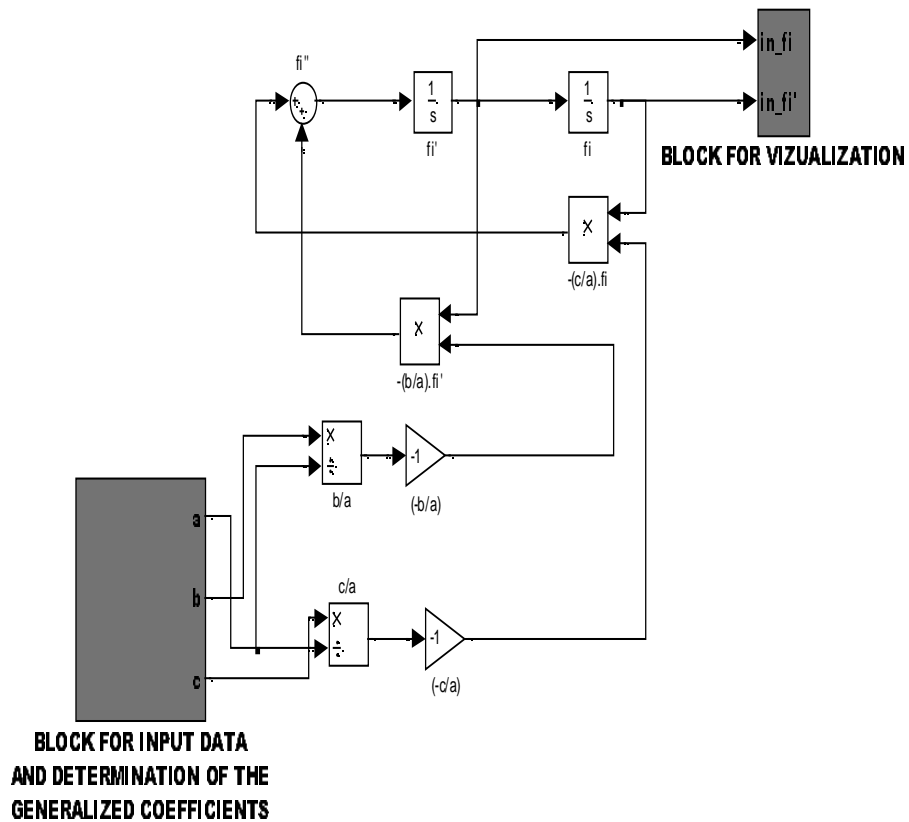 fi"
+
+
1
s
fi'
1
s
fi
in_fi
in_fi'
BLOCK FOR VIZUALIZATION
X
-(c/a).fi
X
-(b/a).fi'
X
÷
b/a
-1
(-b/a)
a
b
c
c/a
X
÷
-1
(-c/a)
BLOCK FOR INPUT DATA
AND DETERMINATION OF THE
GENERALIZED COEFFICIENTS